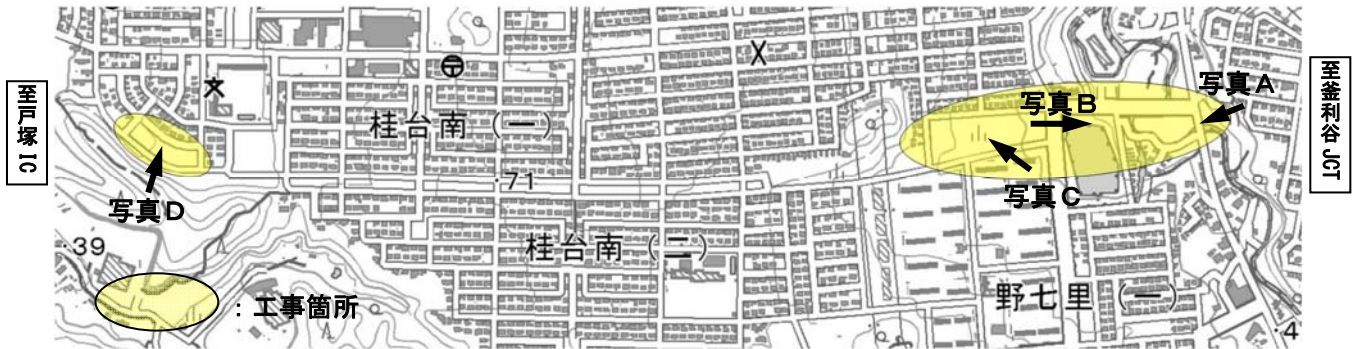 至戸塚IC
桂台南(一)
写真B
写真A
至釜利谷JCT
・71
写真D
写真C
・39
桂台南(二)
:工事箇所
野七里(一)
・4